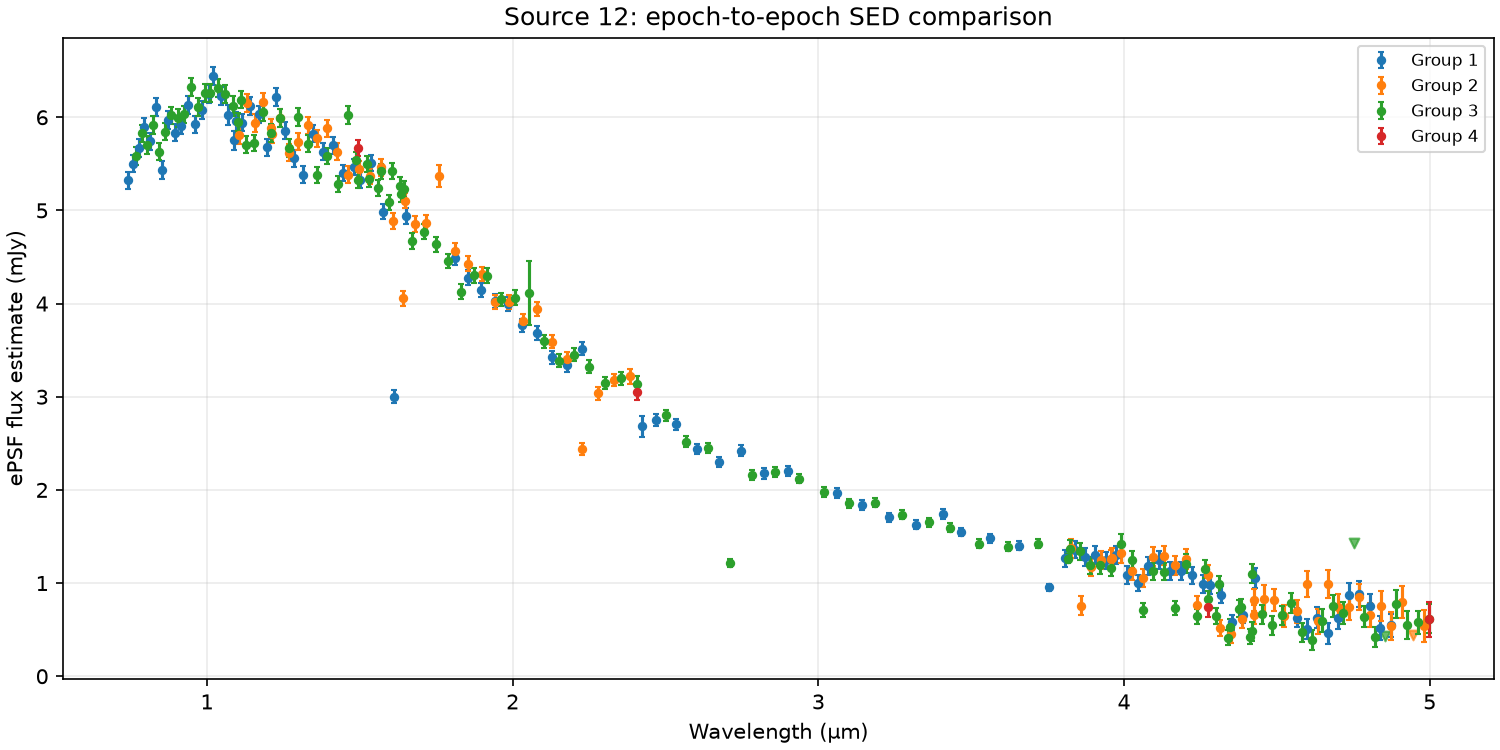 Source 12: epoch-to-epoch SED comparison
ePSF flux estimate (mJy)
6
5
4
3
2
1
0
Group 1
Group 2
Group 3
Group 4
1 2 3 4 5
Wavelength (μm)